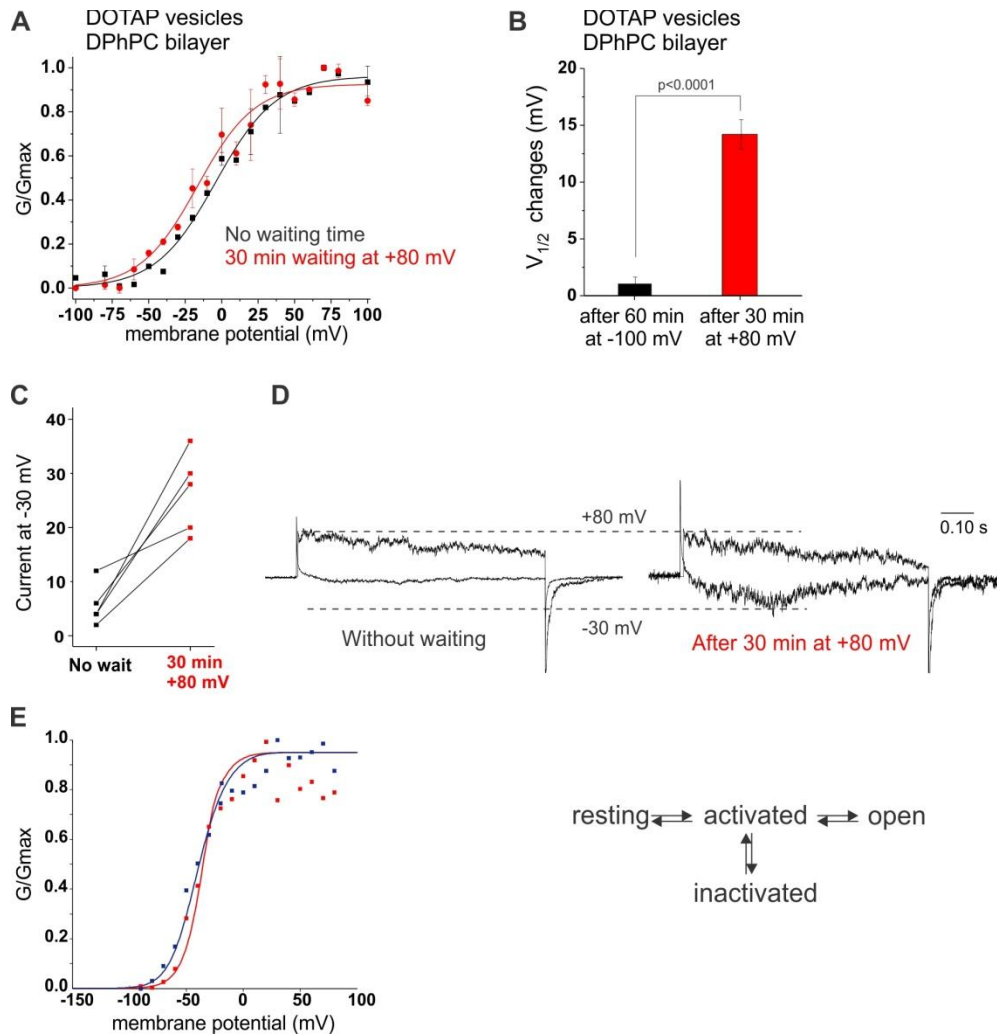 A
DOTAP vesicles
DPhPC bilayer
1.0
0.8
0.6
0.4
0.2
0.0
G/Gmax
No waiting time
30 min waiting at +80 mV
-100 -75 -50 -25 0 25 50 75 100
membrane potential (mV)
B
DOTAP vesicles
DPhPC bilayer
20
15
10
5
0
V1/2 changes (mV)
p<0.0001
after 60 min
at -100 mV
after 30 min
at +80 mV
C
40
30
20
10
0
Current at -30 mV
No wait
30 min
+80 mV
D
+80 mV
-30 mV
0.10 s
Without waiting
After 30 min at +80 mV
E
1.0
0.8
0.6
0.4
0.2
0.0
G/Gmax
-150 -100 -50 0 50 100
membrane potential (mV)
resting activated open
inactivated